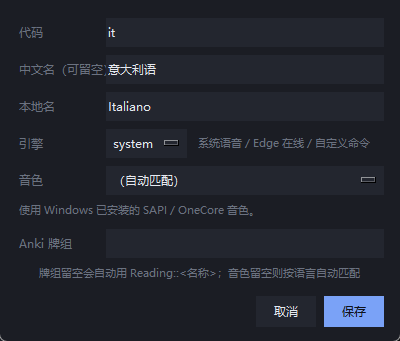 代码 it
中文名（可留空） 意大利语
本地名 Italiano
引擎 system 系统语音 / Edge 在线 / 自定义命令
音色 （自动匹配）
使用 Windows 已安装的 SAPI / OneCore 音色。
Anki 牌组
牌组留空会自动用 Reading::<名称>；音色留空则按语言自动匹配
取消 保存